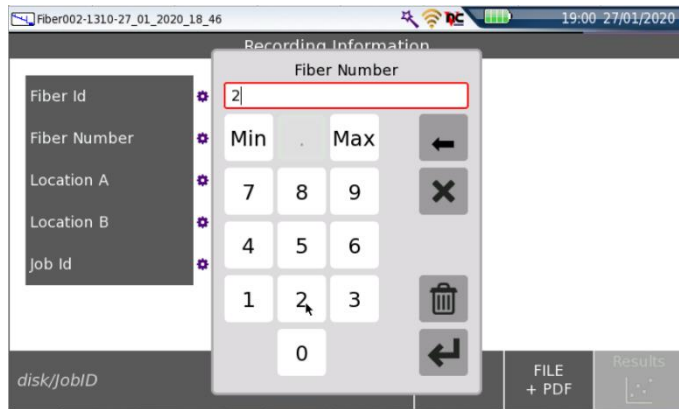 Fiber002-1310-27_01_2020_18_46
19:00 27/01/2020
Recording Information
Fiber Number
2
Fiber Id
Fiber Number
Location A
Location B
Job Id
Min . Max
7 8 9
4 5 6
1 2 3
0
disk/JobID
FILE
+ PDF
Results